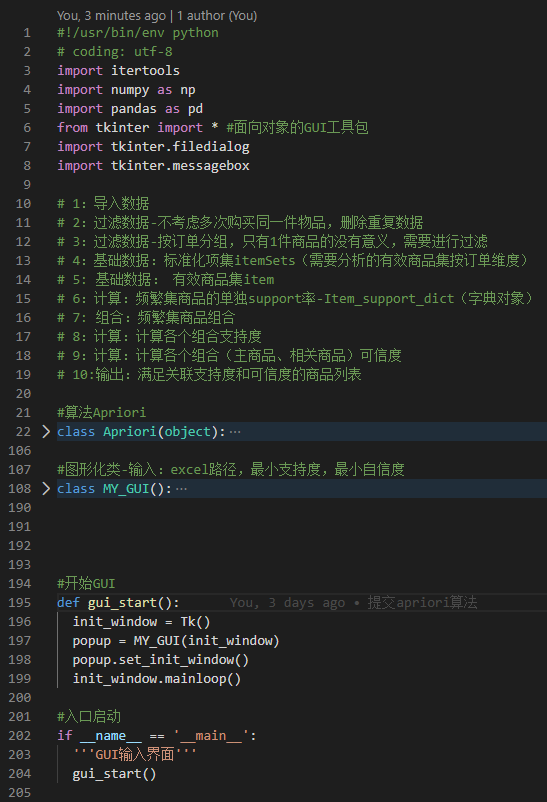 You, 3 minutes ago | 1 author (You)
1 #!/usr/bin/env python
2 # coding: utf-8
3 import itertools
4 import numpy as np
5 import pandas as pd
6 from tkinter import * #面向对象的GUI工具包
7 import tkinter.filedialog
8 import tkinter.messagebox
9
10 # 1: 导入数据
11 # 2: 过滤数据-不考虑多次购买同一件物品，删除重复数据
12 # 3: 过滤数据-按订单分组，只有1件商品的没有意义，需要进行过滤
13 # 4: 基础数据: 标准化项集itemSets（需要分析的有效商品集按订单维度）
14 # 5: 基础数据: 有效商品集item
15 # 6: 计算: 频繁集商品的单独support率-Item_support_dict（字典对象）
16 # 7: 组合: 频繁集商品组合
17 # 8: 计算: 计算各个组合支持度
18 # 9: 计算: 计算各个组合（主商品、相关商品）可信度
19 # 10:输出: 满足关联支持度和可信度的商品列表
20
21 #算法Apriori
22 class Apriori(object): ⋯
106
107 #图形化类-输入: excel路径，最小支持度，最小自信度
108 class MY_GUI(): ⋯
190
191
192
193
194 #开始GUI
195 def gui_start(): You, 3 days ago • 提交apriori算法
196 init_window = Tk()
197 popup = MY_GUI(init_window)
198 popup.set_init_window()
199 init_window.mainloop()
200
201 #入口启动
202 if __name__ == '__main__':
203 '''GUI输入界面'''
204 gui_start()
205